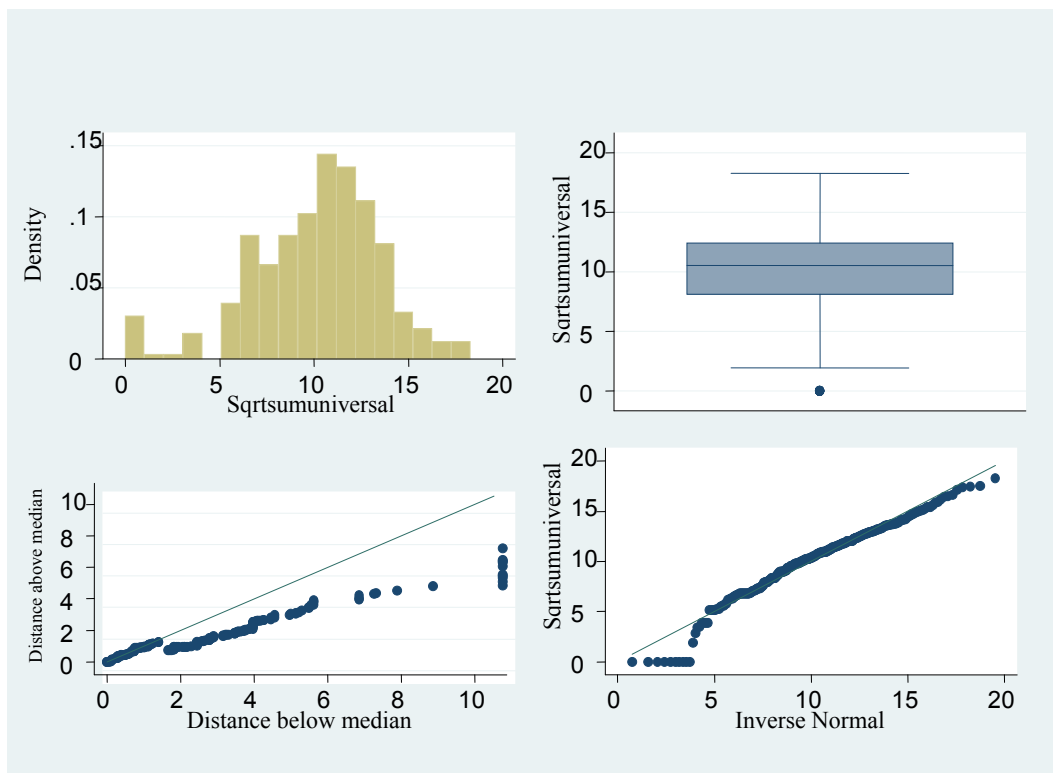 .15
.1
.05
0
Density
0 5 10 15 20
Sqrtsumuniversal
20
15
10
5
0
Sqrtsumuniversal
10
8
6
4
2
0
Distance above median
0 2 4 6 8 10
Distance below median
20
15
10
5
0
Sqrtsumuniversal
0 5 10 15 20
Inverse Normal